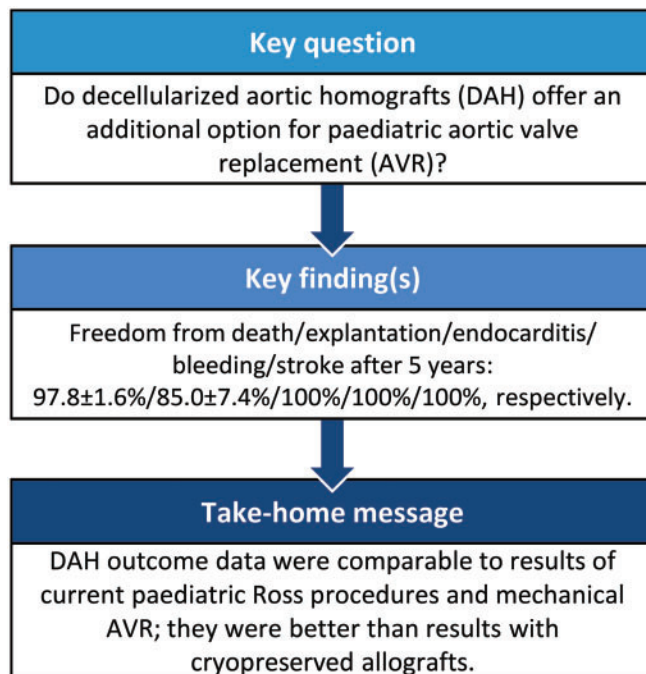 Key question
Do decellularized aortic homografts (DAH) offer an
additional option for paediatric aortic valve
replacement (AVR)?
Key finding(s)
Freedom from death/explantation/endocarditis/
bleeding/stroke after 5 years:
97.8±1.6%/85.0±7.4%/100%/100%/100%, respectively.
Take-home message
DAH outcome data were comparable to results of
current paediatric Ross procedures and mechanical
AVR; they were better than results with
cryopreserved allografts.